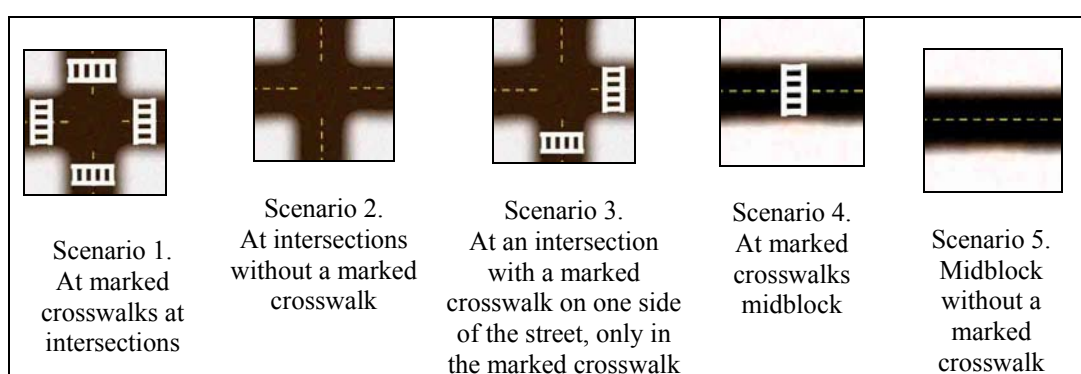 Scenario 1.
At marked
crosswalks at
intersections
Scenario 2.
At intersections
without a marked
crosswalk
Scenario 3.
At an intersection
with a marked
crosswalk on one side
of the street, only in
the marked crosswalk
Scenario 4.
At marked
crosswalks
midblock
Scenario 5.
Midblock
without a
marked
crosswalk